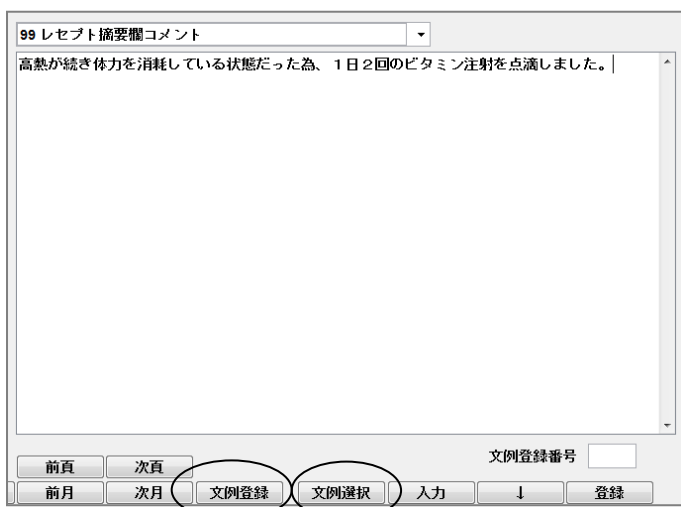 99 レセプト摘要欄コメント
高熱が続き体力を消耗している状態だった為、1日2回のビタミン注射を点滴しました。
文例登録番号
前頁 次頁
前月 次月 文例登録 文例選択 入力 ↓ 登録